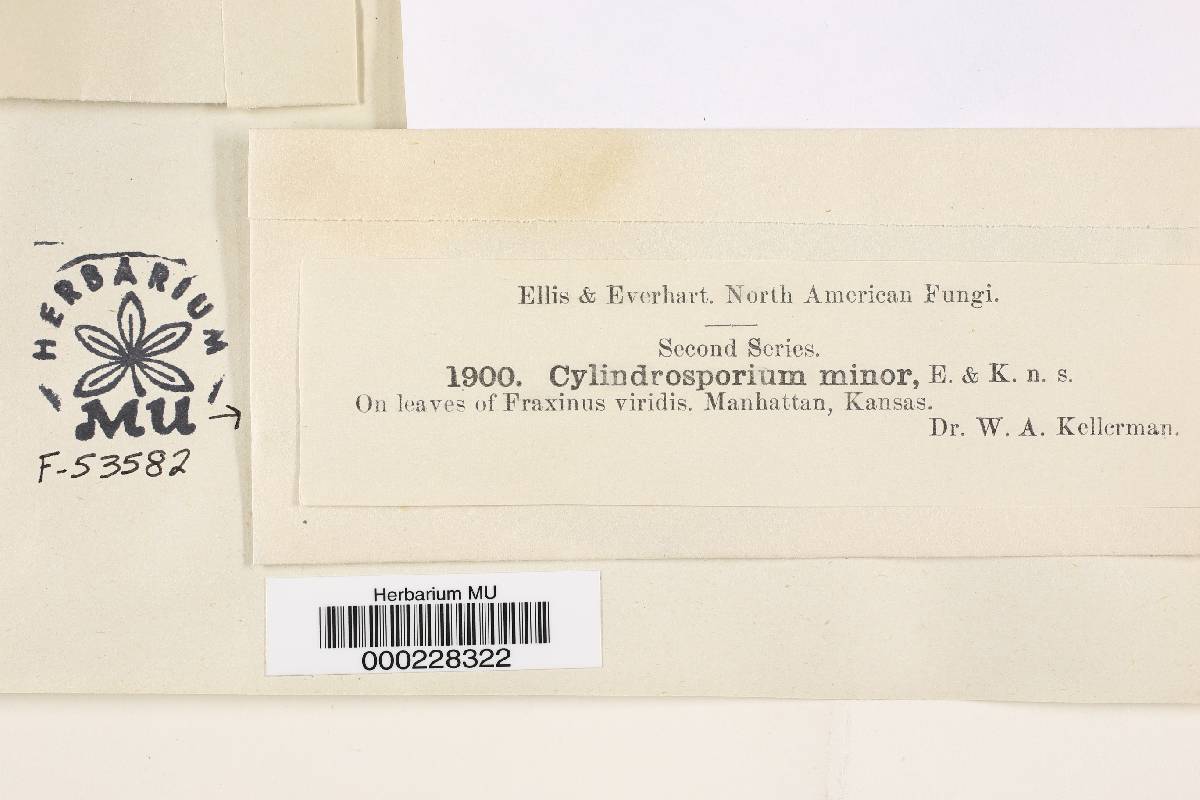 Ellis & Everhart. North American Fungi.
Second Series.
1900. Cylindrosporium minor, E. & K. n. s.
On leaves of Fraxinus viridis. Manhattan, Kansas.
Dr. W. A. Kellerman.
HERBARIUM
MU
F-53582
Herbarium MU
000228322